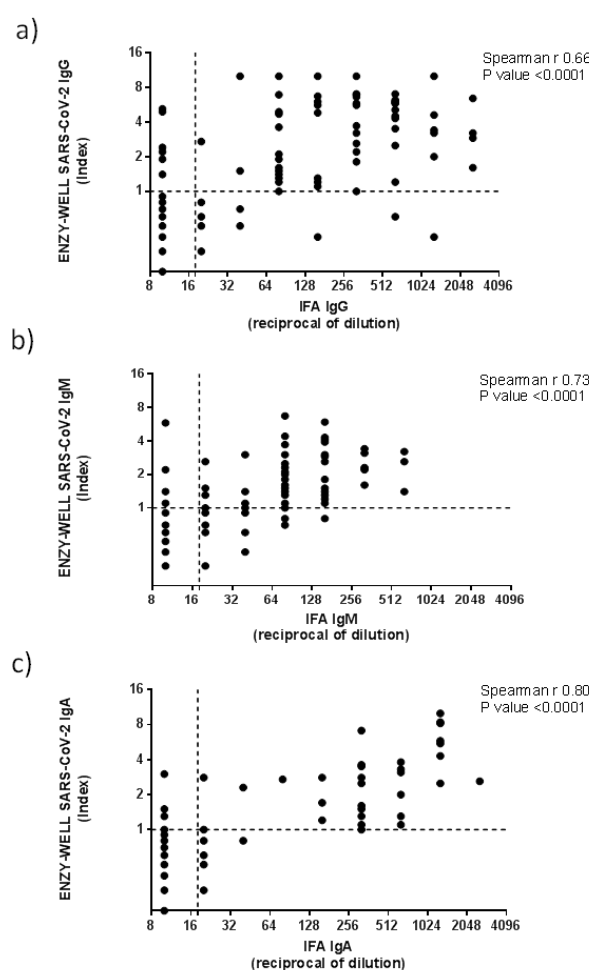 a)
Spearman r 0.66
P value <0.0001
ENZY-WELL SARS-CoV-2 IgG
(Index)
16
8
4
2
1
8 16 32 64 128 256 512 1024 2048 4096
IFA IgG
(reciprocal of dilution)
b)
Spearman r 0.73
P value <0.0001
ENZY-WELL SARS-CoV-2 IgM
(Index)
16
4
2
1
8 16 32 64 128 256 512 1024 2048 4096
IFA IgM
(reciprocal of dilution)
c)
Spearman r 0.80
P value <0.0001
ENZY-WELL SARS-CoV-2 IgA
(Index)
16
8
4
2
1
8 16 32 64 128 256 512 1024 2048 4096
IFA IgA
(reciprocal of dilution)